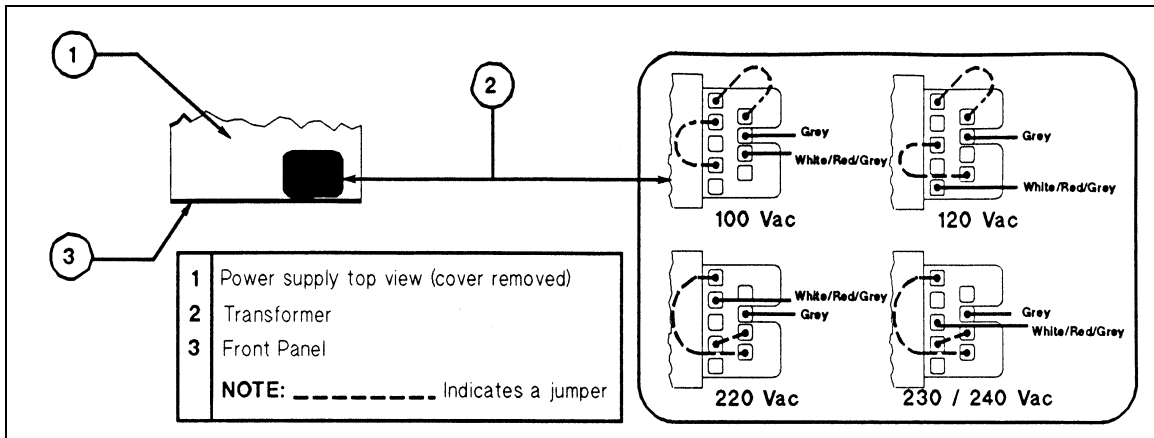 1
2
3
1 Power supply top view (cover removed)
2 Transformer
3 Front Panel
NOTE: _ _ _ _ _ _ _ _ Indicates a jumper
Grey
White/Red/Grey
100 Vac
Grey
White/Red/Grey
120 Vac
White/Red/Grey
Grey
220 Vac
Grey
White/Red/Grey
230 / 240 Vac